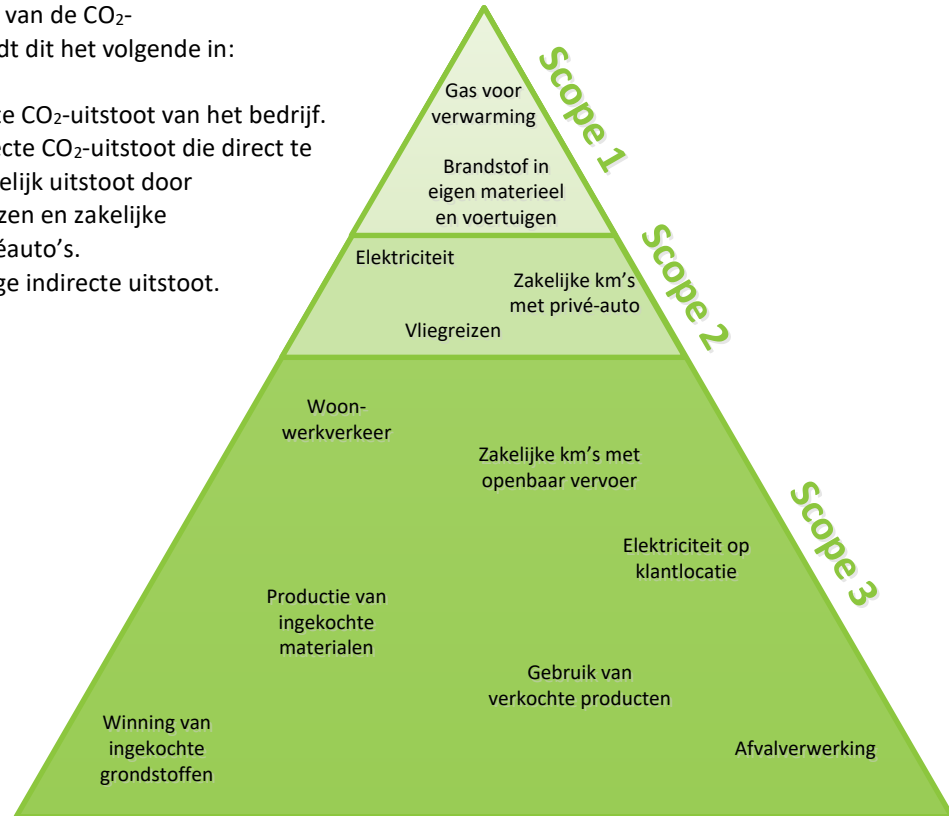 van de CO₂-
dt dit het volgende in:
te CO₂-uitstoot van het bedrijf.
ecte CO₂-uitstoot die direct te
elijk uitstoot door
zen en zakelijke
éauto’s.
ge indirecte uitstoot.
Scope 1
Gas voor
verwarming
Brandstof in
eigen materieel
en voertuigen
Scope 2
Elektriciteit
Zakelijke km’s
met privé-auto
Vliegreizen
Scope 3
Woon-
werkverkeer
Zakelijke km’s met
openbaar vervoer
Elektriciteit op
klantlocatie
Productie van
ingekochte
materialen
Gebruik van
verkochte producten
Winning van
ingekochte
grondstoffen
Afvalverwerking